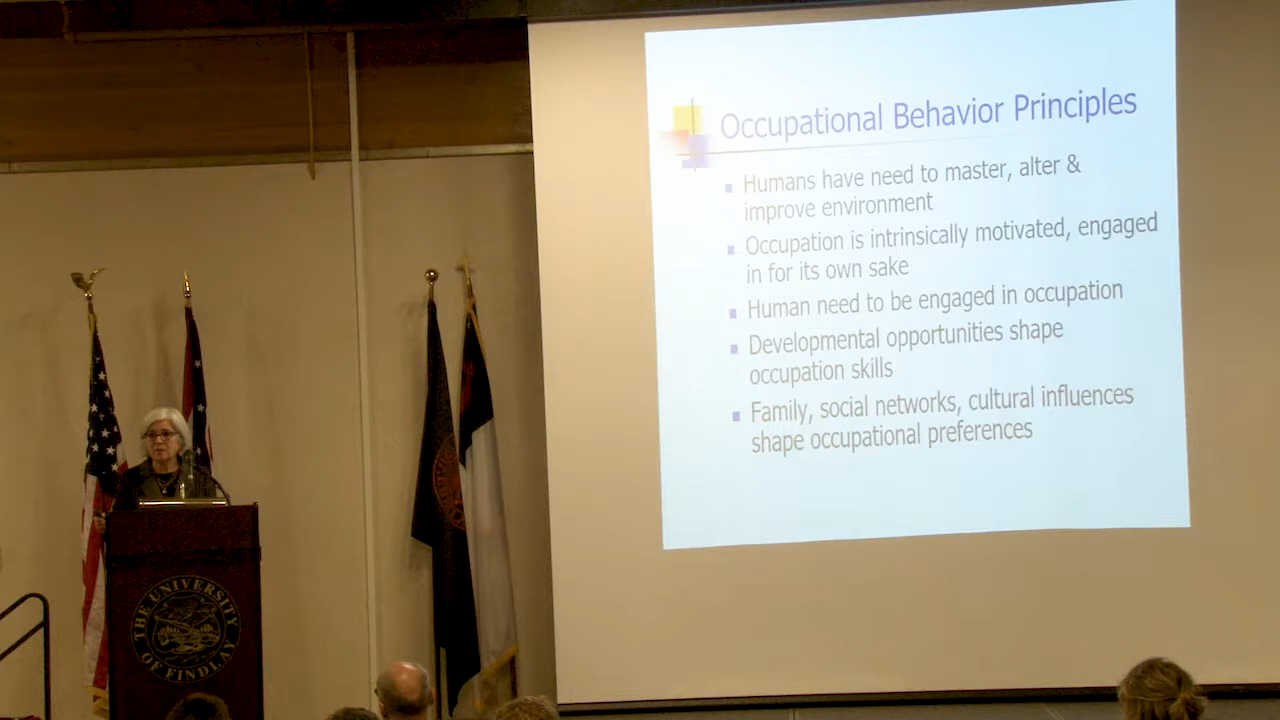 Occupational Behavior Principles
Humans have need to master, alter &
improve environment
Occupation is intrinsically motivated, engaged
in for its own sake
Human need to be engaged in occupation
Developmental opportunities shape
occupation skills
Family, social networks, cultural influences
shape occupational preferences
THE UNIVERSITY
OF FINDLAY